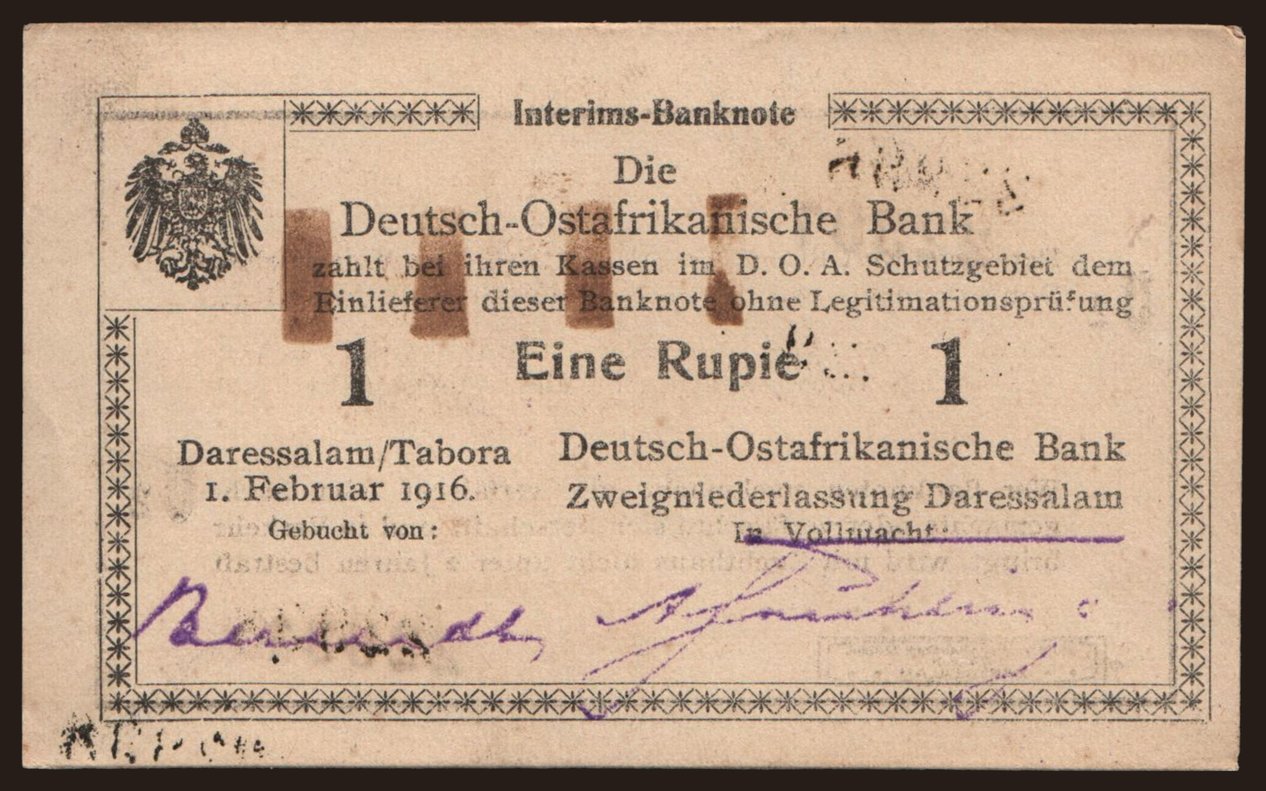 Interims-Banknote
Die
Deutsch-Ostafrikanische Bank
zahlt bei ihren Kassen im D. O. A. Schutzgebiet dem
Einlieferer dieser Banknote ohne Legitimationsprüfung
1 Eine Rupie 1
Daressalam/Tabora
1. Februar 1916.
Gebucht von:
Deutsch-Ostafrikanische Bank
Zweigniederlassung Daressalam
In Vollmacht: